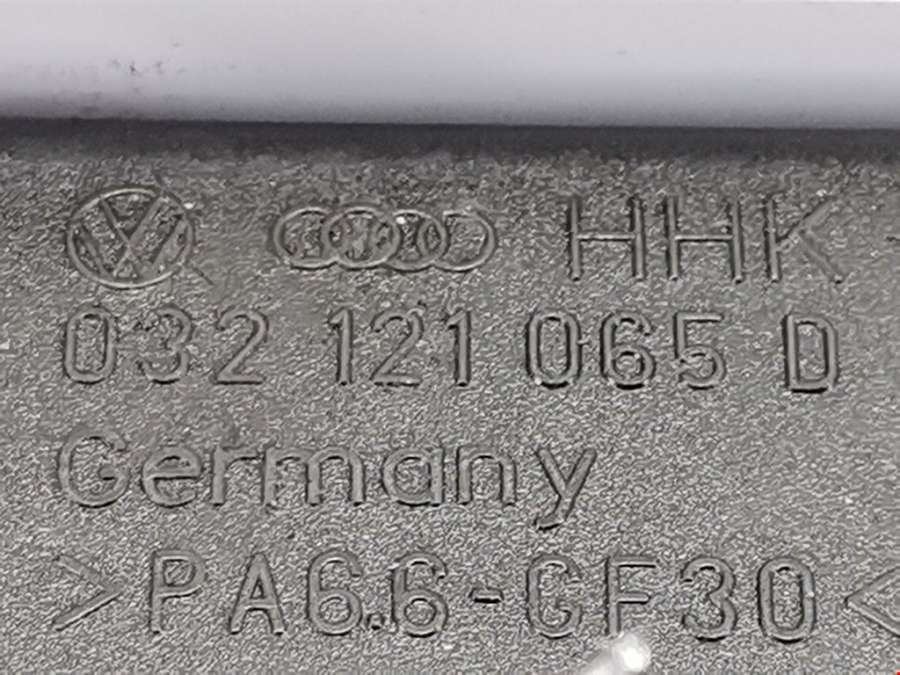 HHK
032 121 065 D
Germany
>PA6.6-GF30<